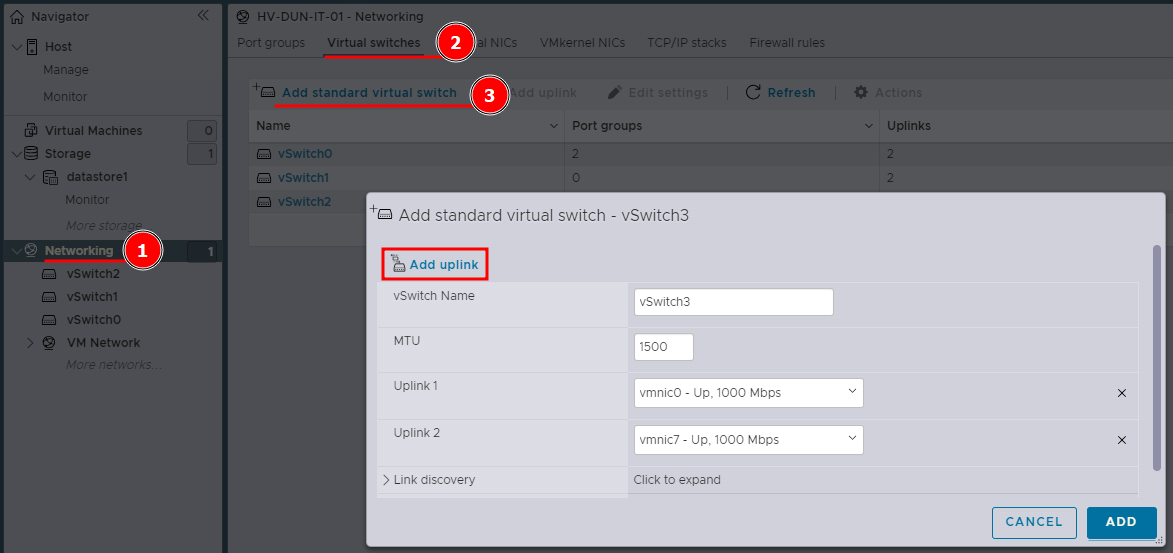 Navigator
Host
Manage
Monitor
Virtual Machines 0
Storage 1
datastore1
Monitor
More storage
Networking 1
1
vSwitch2
vSwitch1
vSwitch0
VM Network
More networks...
HV-DUN-IT-01 - Networking
Port groups Virtual switches 2 al NICs VMkernel NICs TCP/IP stacks Firewall rules
Add standard virtual switch 3 Add uplink Edit settings Refresh Actions
Name Port groups Uplinks
vSwitch0 2 2
vSwitch1 0 2
vSwitch2
Add standard virtual switch - vSwitch3
Add uplink
vSwitch Name vSwitch3
MTU 1500
Uplink 1 vmnic0 - Up, 1000 Mbps
Uplink 2 vmnic7 - Up, 1000 Mbps
Link discovery Click to expand
CANCEL ADD